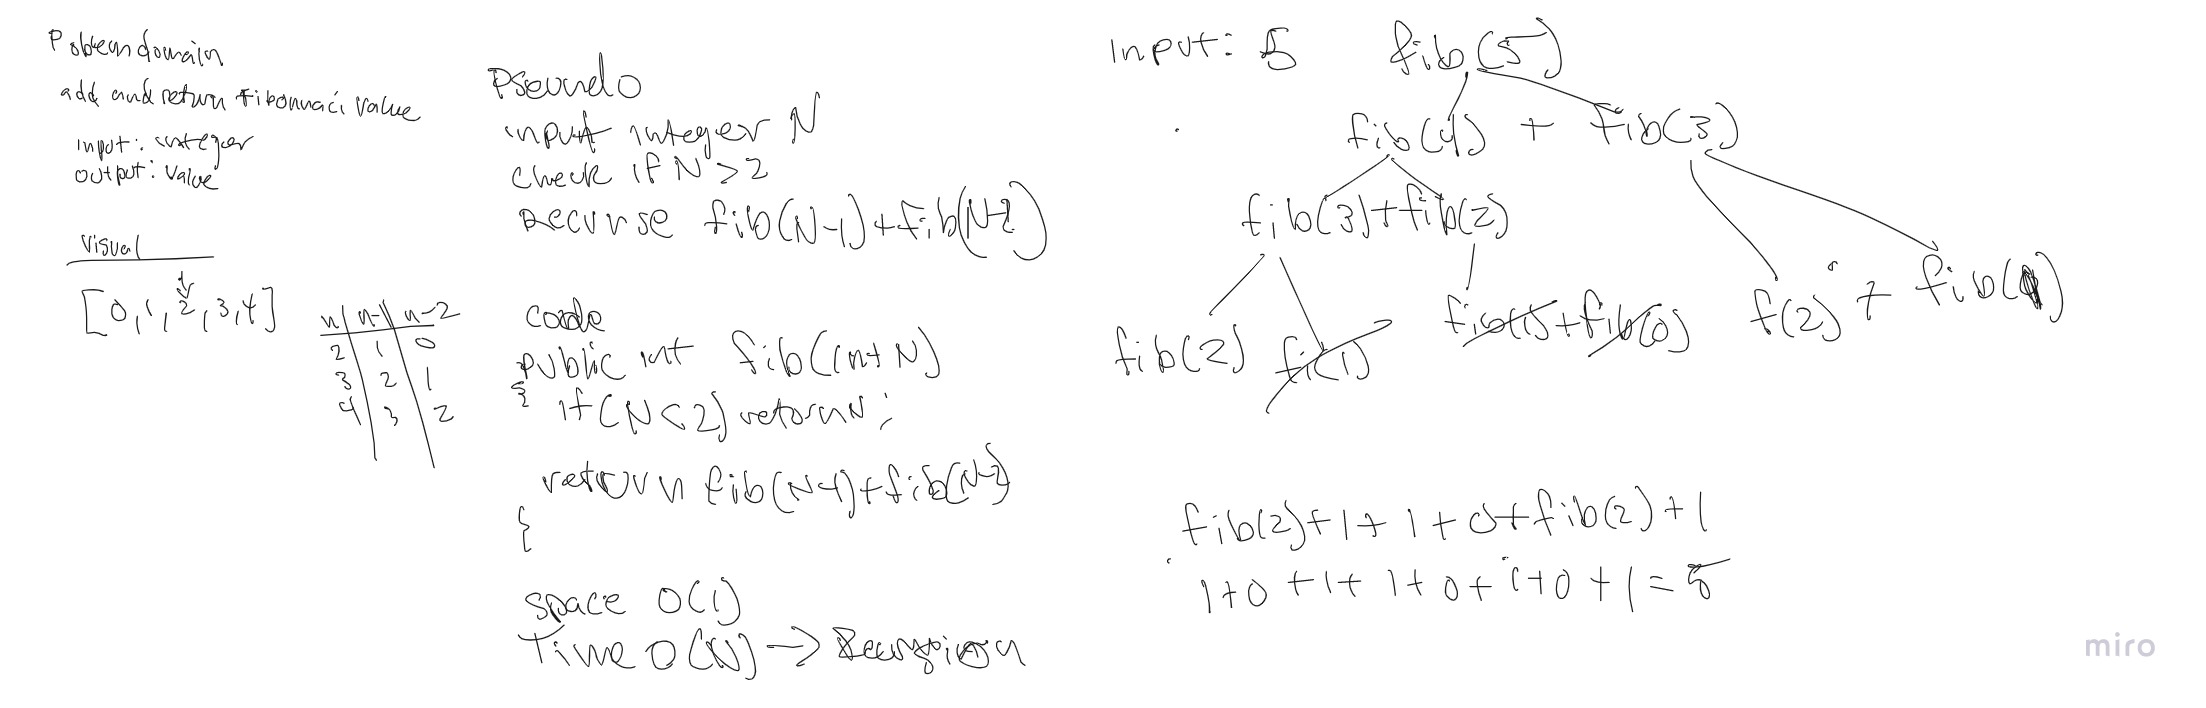 Pobem domain
add and return Fibonnaci value
input: integer
output: value
visual
[0,1,2,3,4]
n n-1 n-2
2 1 0
3 2 1
4 3 2
Pseundo
input integer N
check if N > 2
recurse fib(N-1)+fib(N-2)
code
public int fib(int N)
{
if(N<2) return N;
return fib(N-1)+fib(N-2)
{
space O(1)
Time O(N) → Recursion
input: 5
fib(5)
fib(4) + fib(3)
fib(3)+fib(2)
fib(2) fi(1) fib(1)+fib(0) f(2) + fib(1)
fib(2)+1+1+0+fib(2)+1
1+0+1+1+0+1+0+1=5
miro